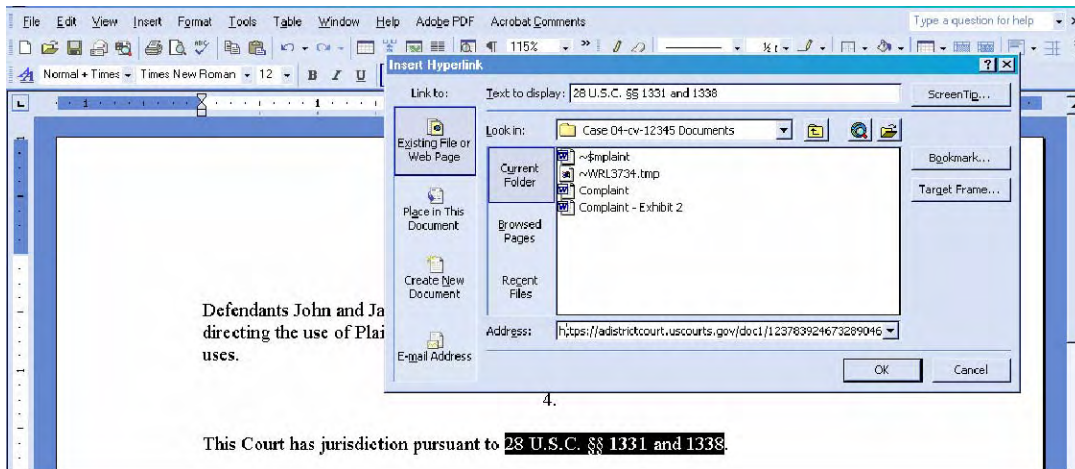 File Edit View Insert Format Tools Table Window Help Adobe PDF Acrobat Comments Type a question for help
115%
Normal + Times Times New Roman 12 B I U
Insert Hyperlink
Link to: Text to display: 28 U.S.C. §§ 1331 and 1338 ScreenTip...
Look in: Case 04-cv-12345 Documents
Existing File or
Web Page
Current
Folder
~$mplaint
~WRL3734.tmp
Complaint
Complaint - Exhibit 2
Bookmark...
Target Frame...
Place in This
Document
Browsed
Pages
Create New
Document
Recent
Files
E-mail Address
Address: https://adistrictcourt.uscourts.gov/doc1/123783924673289046
OK Cancel
Defendants John and Ja
directing the use of Plai
uses.
4.
This Court has jurisdiction pursuant to 28 U.S.C. §§ 1331 and 1338.